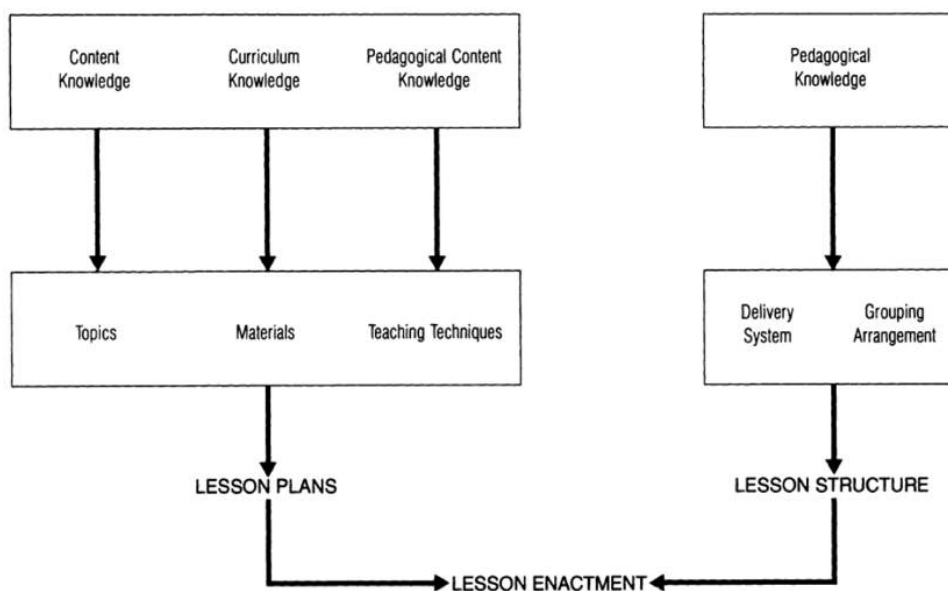 Content
Knowledge
Curriculum
Knowledge
Pedagogical Content
Knowledge
Pedagogical
Knowledge
Topics
Materials
Teaching Techniques
Delivery
System
Grouping
Arrangement
LESSON PLANS
LESSON STRUCTURE
LESSON ENACTMENT